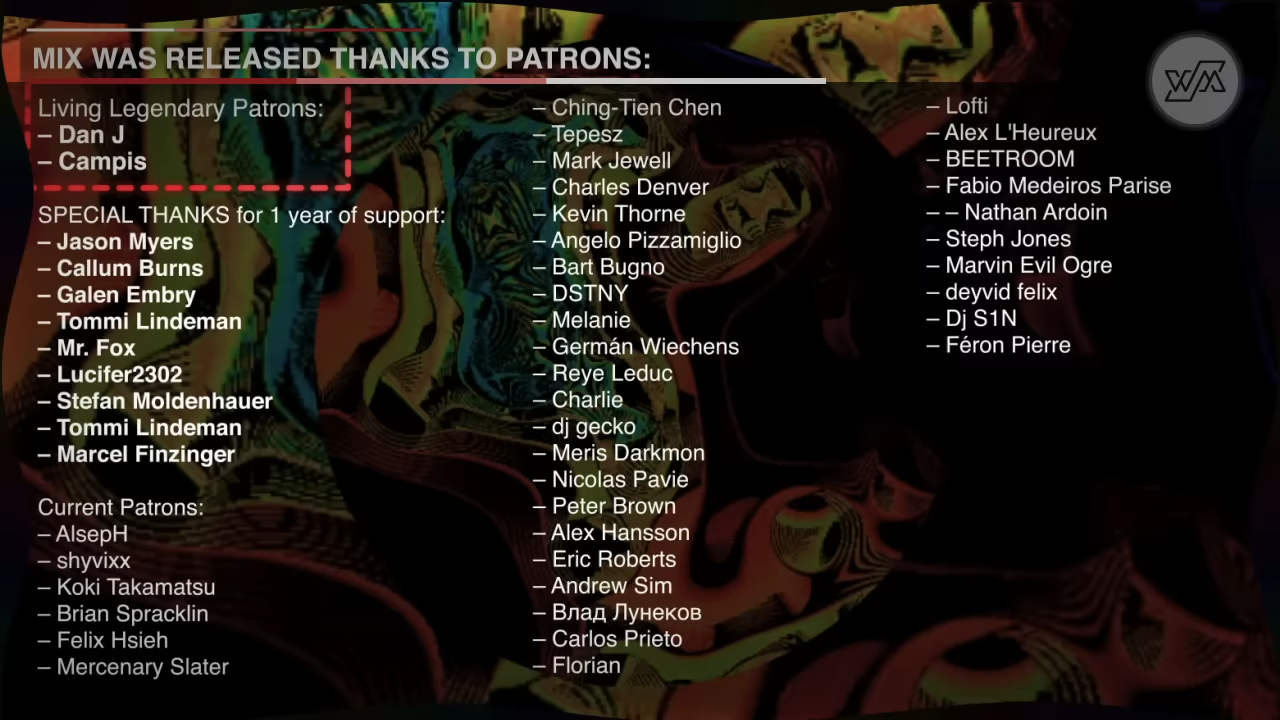 MIX WAS RELEASED THANKS TO PATRONS:
WM
Living Legendary Patrons:
– Dan J
– Campis
SPECIAL THANKS for 1 year of support:
– Jason Myers
– Callum Burns
– Galen Embry
– Tommi Lindeman
– Mr. Fox
– Lucifer2302
– Stefan Moldenhauer
– Tommi Lindeman
– Marcel Finzinger
Current Patrons:
– AlsepH
– shyvixx
– Koki Takamatsu
– Brian Spracklin
– Felix Hsieh
– Mercenary Slater
– Ching-Tien Chen
– Tepesz
– Mark Jewell
– Charles Denver
– Kevin Thorne
– Angelo Pizzamiglio
– Bart Bugno
– DSTNY
– Melanie
– Germán Wiechens
– Reye Leduc
– Charlie
– dj gecko
– Meris Darkmon
– Nicolas Pavie
– Peter Brown
– Alex Hansson
– Eric Roberts
– Andrew Sim
– Влад Лунеков
– Carlos Prieto
– Florian
– Lofti
– Alex L'Heureux
– BEETROOM
– Fabio Medeiros Parise
– – Nathan Ardoin
– Steph Jones
– Marvin Evil Ogre
– deyvid felix
– Dj S1N
– Féron Pierre